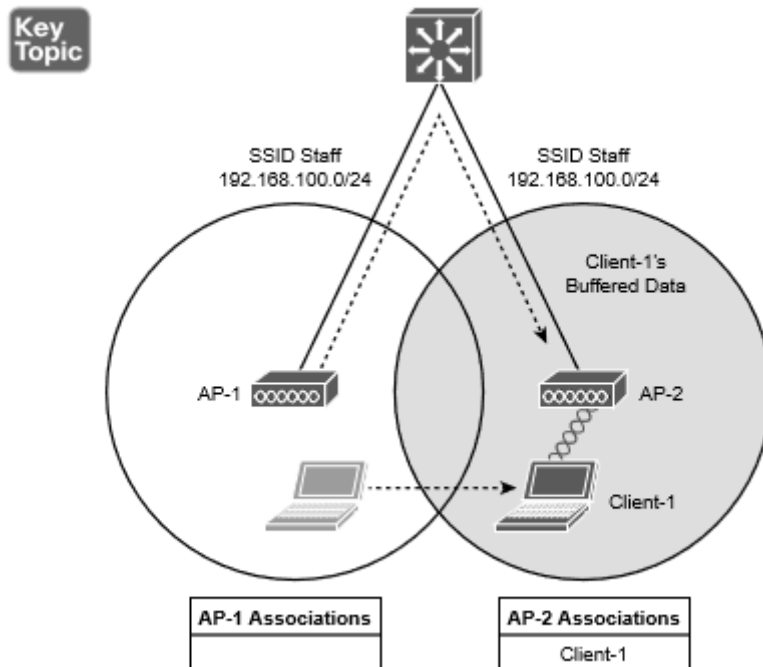 Key
Topic
SSID Staff
192.168.100.0/24
SSID Staff
192.168.100.0/24
Client-1's
Buffered Data
AP-1
AP-2
Client-1
AP-1 Associations
AP-2 Associations
Client-1